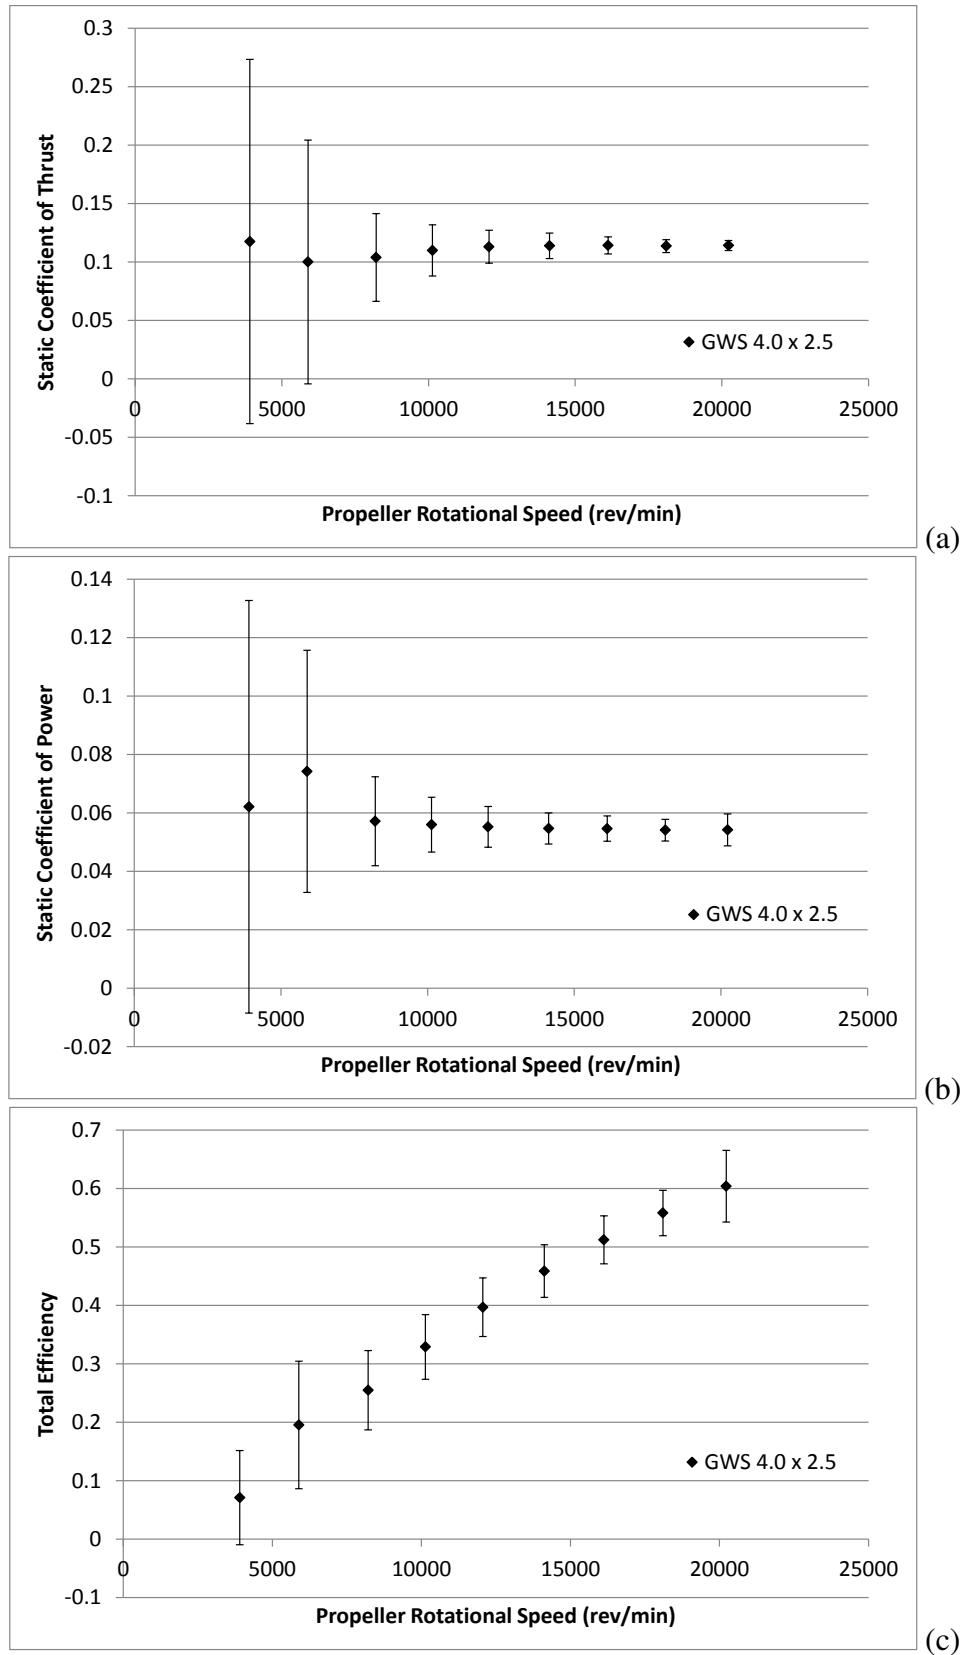 0.3
0.25
0.2
0.15
0.1
0.05
0
-0.05
-0.1
Static Coefficient of Thrust
0 5000 10000 15000 20000 25000
GWS 4.0 x 2.5
Propeller Rotational Speed (rev/min)
(a)
0.14
0.12
0.1
0.08
0.06
0.04
0.02
0
-0.02
Static Coefficient of Power
0 5000 10000 15000 20000 25000
GWS 4.0 x 2.5
Propeller Rotational Speed (rev/min)
(b)
0.7
0.6
0.5
0.4
0.3
0.2
0.1
0
-0.1
Total Efficiency
0 5000 10000 15000 20000 25000
GWS 4.0 x 2.5
Propeller Rotational Speed (rev/min)
(c)